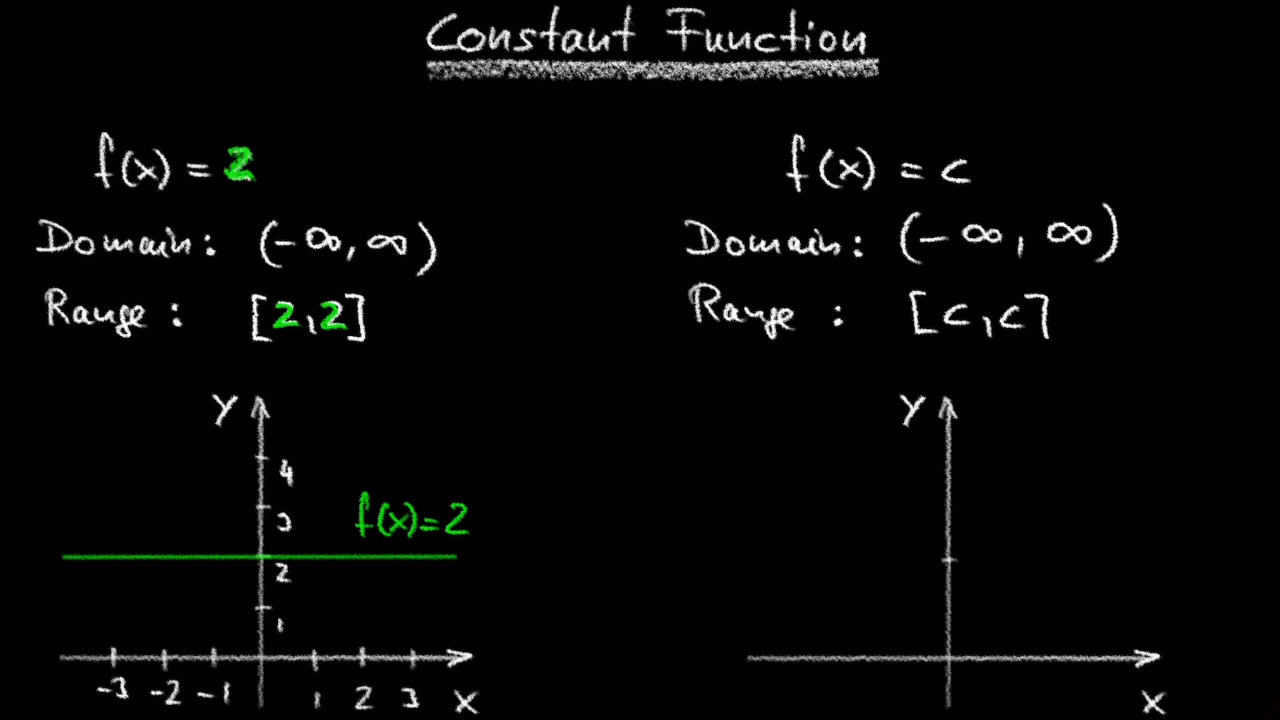 Constant Function
f(x) = 2
Domain: (-∞, ∞)
Range: [2,2]
f(x) = c
Domain: (-∞, ∞)
Range: [c,c]
y
4
3
f(x)=2
2
1
-3 -2 -1 1 2 3 x
y
x